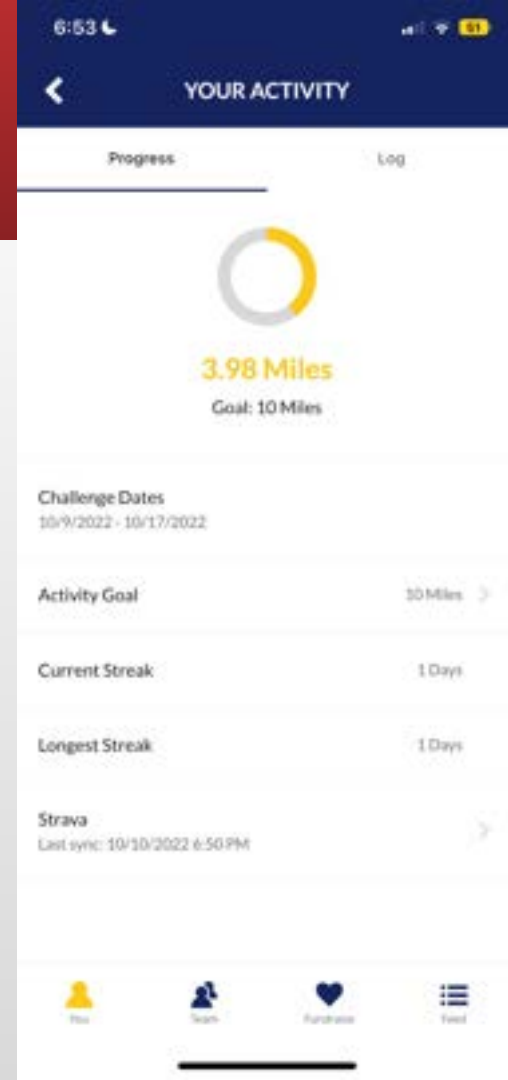 6:53
51
YOUR ACTIVITY
Progress
Log
3.98 Miles
Goal: 10 Miles
Challenge Dates
10/9/2022 - 10/17/2022
Activity Goal
10 Miles
Current Streak
1 Days
Longest Streak
1 Days
Strava
Last sync: 10/10/2022 6:50 PM
You
Team
Fundraise
Feed